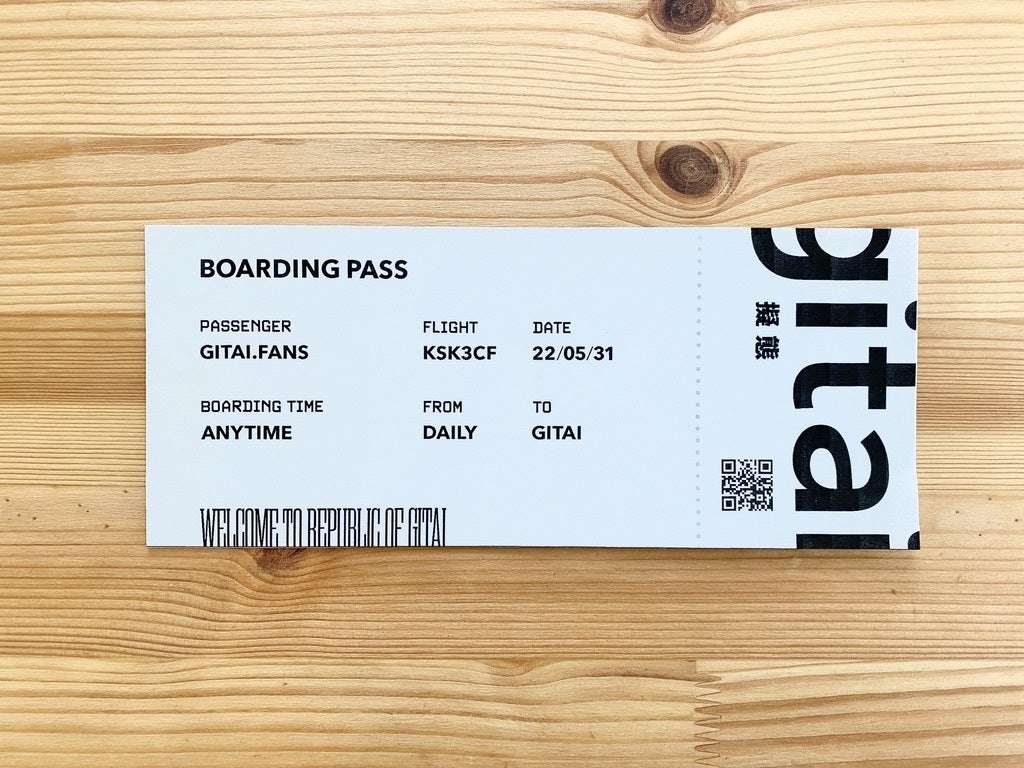 BOARDING PASS
PASSENGER FLIGHT DATE
GITAI.FANS KSK3CF 22/05/31
BOARDING TIME FROM TO
ANYTIME DAILY GITAI
WELCOME TO REPUBLIC OF GITAI
擬態
gitai